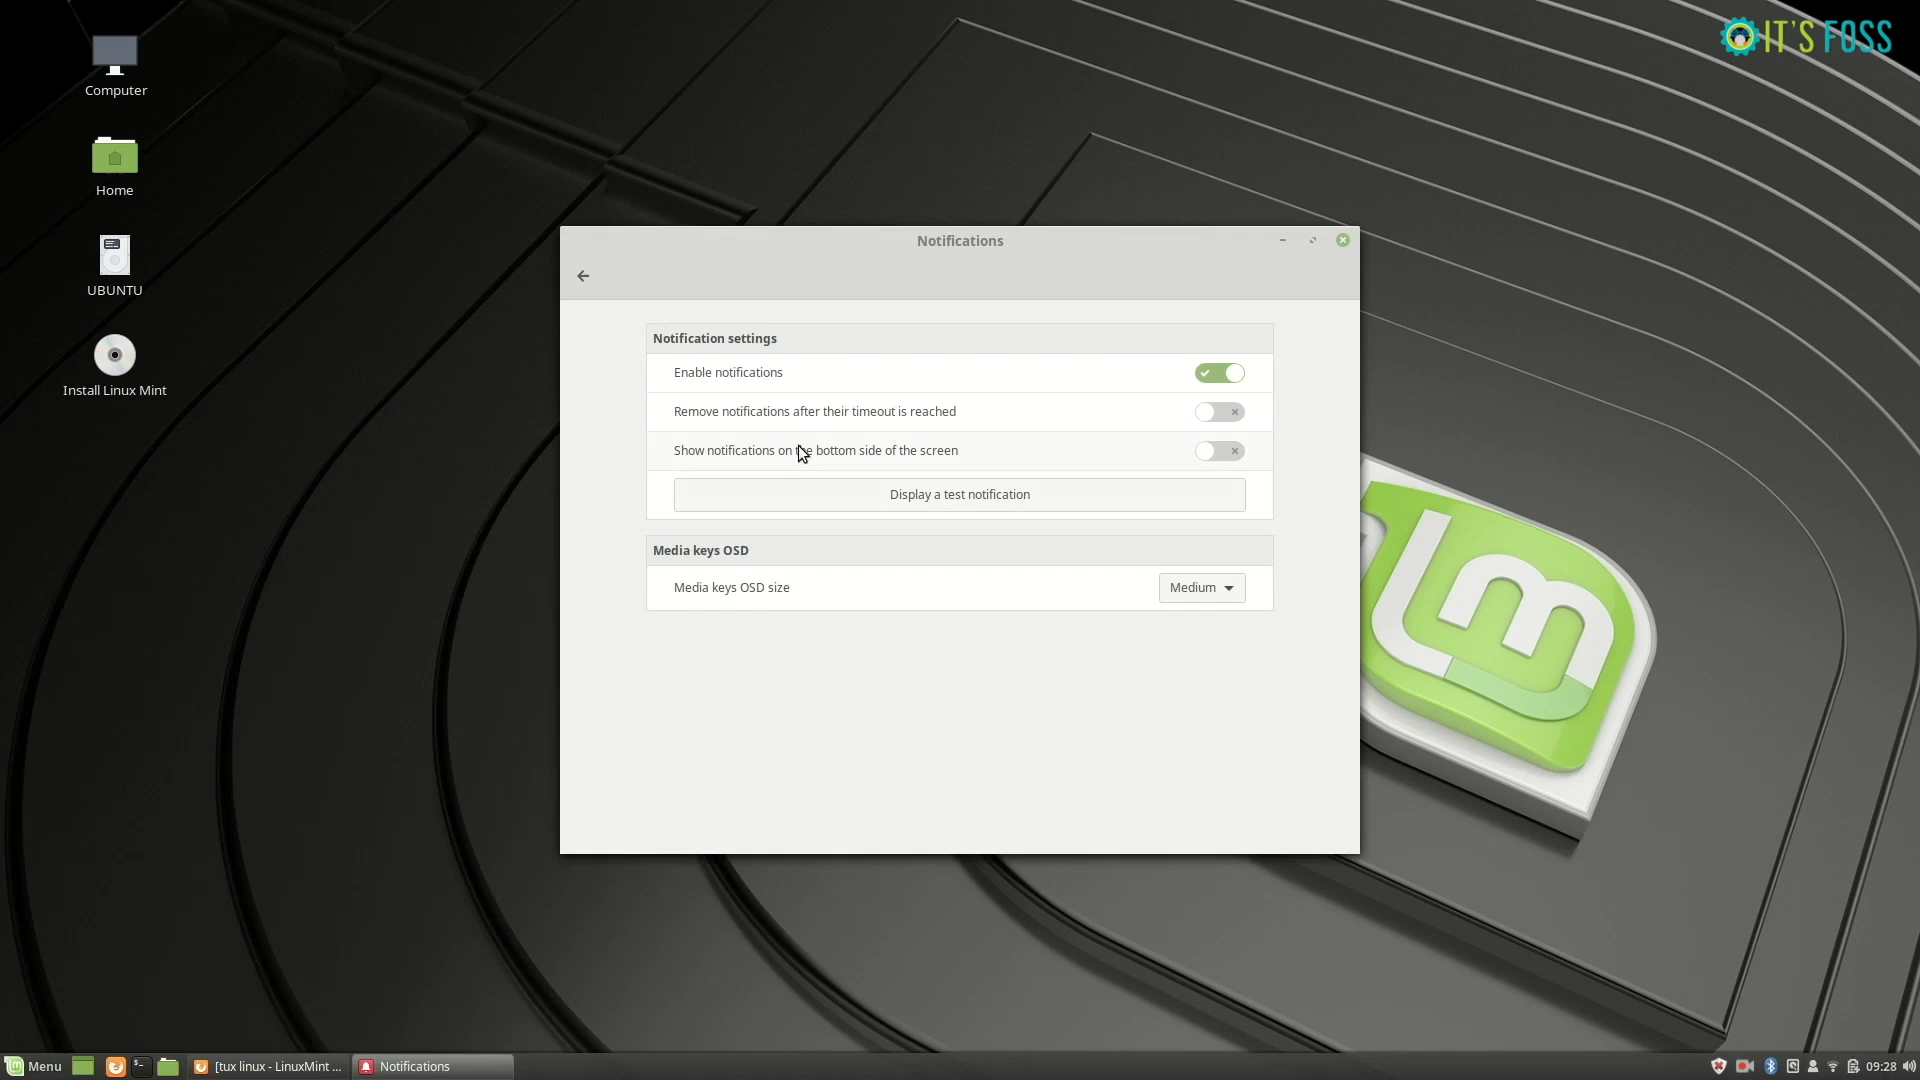 IT'S FOSS
Computer
Home
UBUNTU
Install Linux Mint
Notifications
Notification settings
Enable notifications
Remove notifications after their timeout is reached
Show notifications on the bottom side of the screen
Display a test notification
Media keys OSD
Media keys OSD size
Medium
Menu
[tux linux - LinuxMint ...
Notifications
09:28